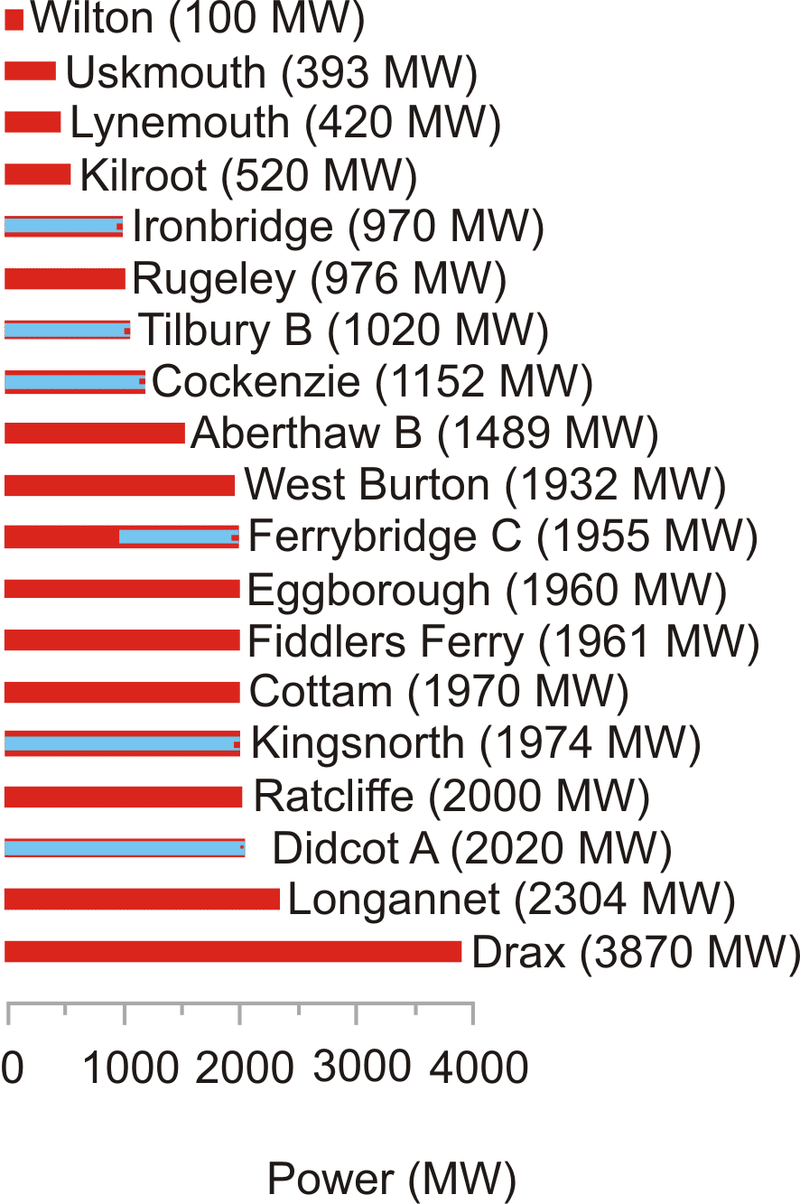 Wilton (100 MW)
Uskmouth (393 MW)
Lynemouth (420 MW)
Kilroot (520 MW)
Ironbridge (970 MW)
Rugeley (976 MW)
Tilbury B (1020 MW)
Cockenzie (1152 MW)
Aberthaw B (1489 MW)
West Burton (1932 MW)
Ferrybridge C (1955 MW)
Eggborough (1960 MW)
Fiddlers Ferry (1961 MW)
Cottam (1970 MW)
Kingsnorth (1974 MW)
Ratcliffe (2000 MW)
Didcot A (2020 MW)
Longannet (2304 MW)
Drax (3870 MW)
0 1000 2000 3000 4000
Power (MW)